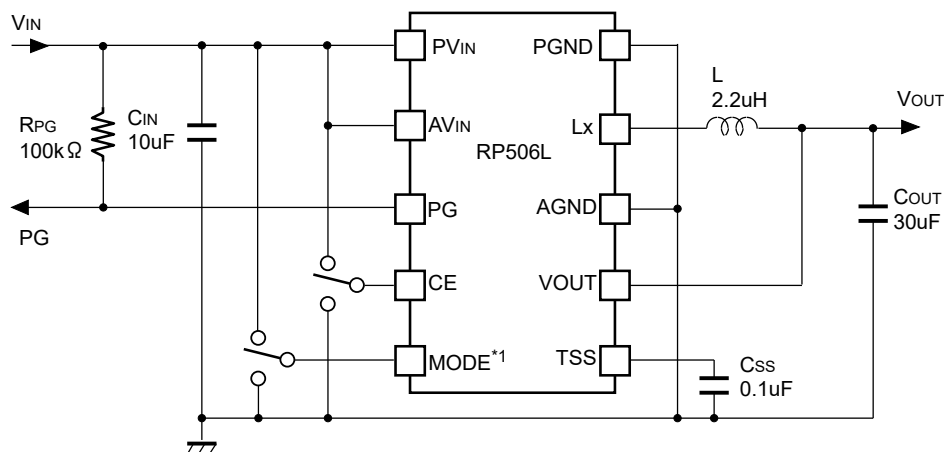 VIN
RPG
100kΩ
CIN
10uF
PG
PVIN
AVIN
PG
CE
MODE*1
RP506L
PGND
Lx
AGND
VOUT
TSS
L
2.2uH
VOUT
COUT
30uF
CSS
0.1uF